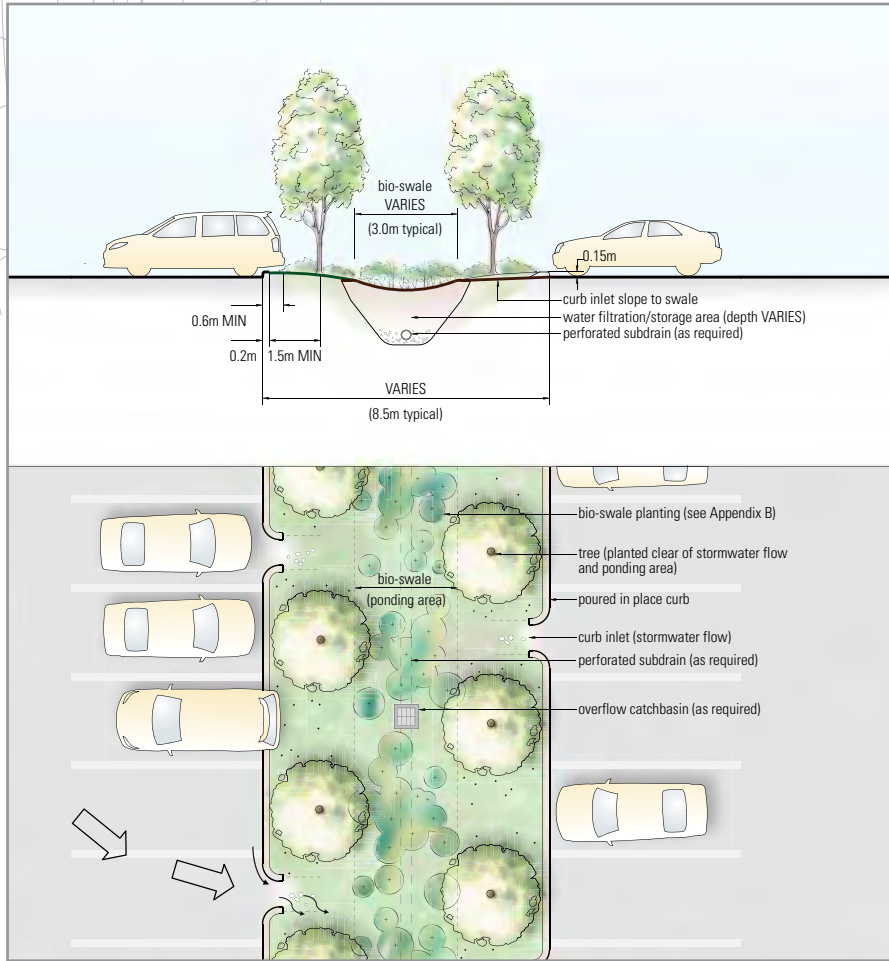 bio-swale
VARIES
(3.0m typical)
0.15m
curb inlet slope to swale
water filtration/storage area (depth VARIES)
perforated subdrain (as required)
0.6m MIN
0.2m
1.5m MIN
VARIES
(8.5m typical)
bio-swale planting (see Appendix B)
tree (planted clear of stormwater flow
and ponding area)
bio-swale
(ponding area)
poured in place curb
curb inlet (stormwater flow)
perforated subdrain (as required)
overflow catchbasin (as required)